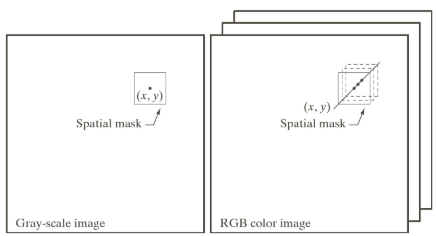 (x, y)
Spatial mask
Gray-scale image
(x, y)
Spatial mask
RGB color image